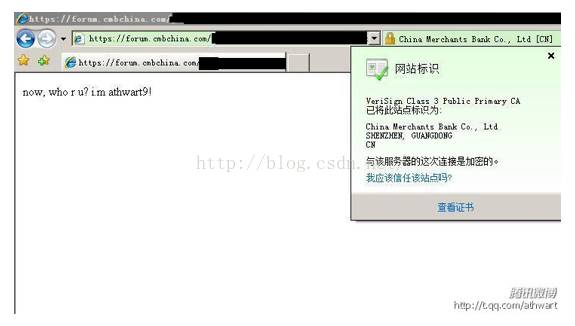 https://forum.cmbchina.com/
https://forum.cmbchina.com/
China Merchants Bank Co., Ltd [CN]
https://forum.cmbchina.com/
now, who r u? i.m athwart9!
网站标识
VeriSign Class 3 Public Primary CA
已将此站点标识为:
China Merchants Bank Co., Ltd
SHENZHEN, GUANGDONG
CN
与该服务器的这次连接是加密的。
我应该信任该站点吗?
查看证书
http://blog.csdn.net/
腾讯微博
http://t.qq.com/athwart